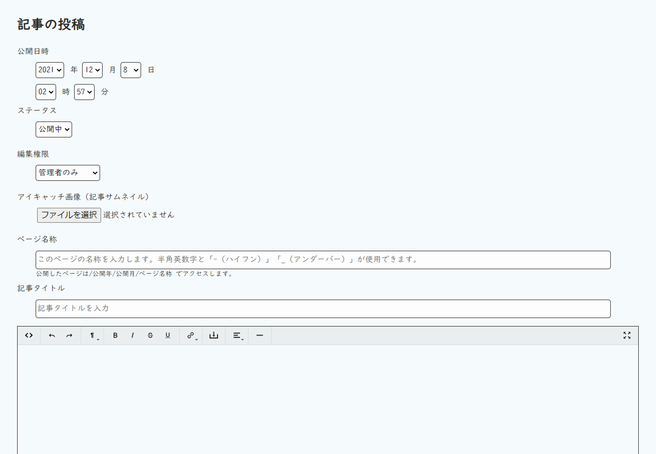 記事の投稿
公開日時
2021 年 12 月 8 日
02 時 57 分
ステータス
公開中
編集権限
管理者のみ
アイキャッチ画像（記事サムネイル）
ファイルを選択 選択されていません
ページ名称
このページの名称を入力します。半角英数字と「-（ハイフン）」「_（アンダーバー）」が使用できます。
公開したページは/公開年/公開月/ページ名称 でアクセスします。
記事タイトル
記事タイトルを入力
B I S U